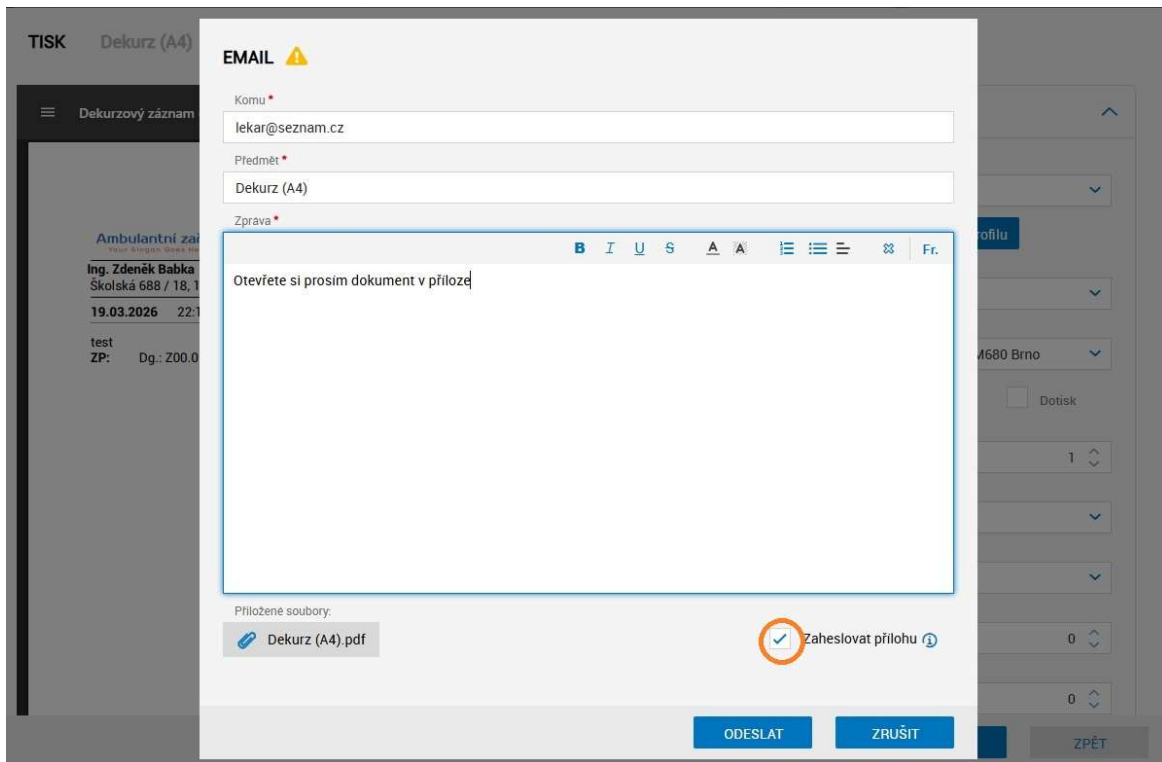 TISK Dekurz (A4)
EMAIL
Komu *
lekar@seznam.cz
Předmět *
Dekurz (A4)
Zpráva *
B I U S A A Fr.
Otevřete si prosím dokument v příloze
Přiložené soubory:
Dekurz (A4).pdf
Zaheslovat přílohu
ODESLAT ZRUŠIT
Dekurzový záznam
Ambulantní zař
Ing. Zdeněk Babka
Školská 688 / 18, 1
19.03.2026 22:1
test
ZP: Dg.: Z00.0
rofilu
M680 Brno
Dotisk
1
0
0
ZPĚT